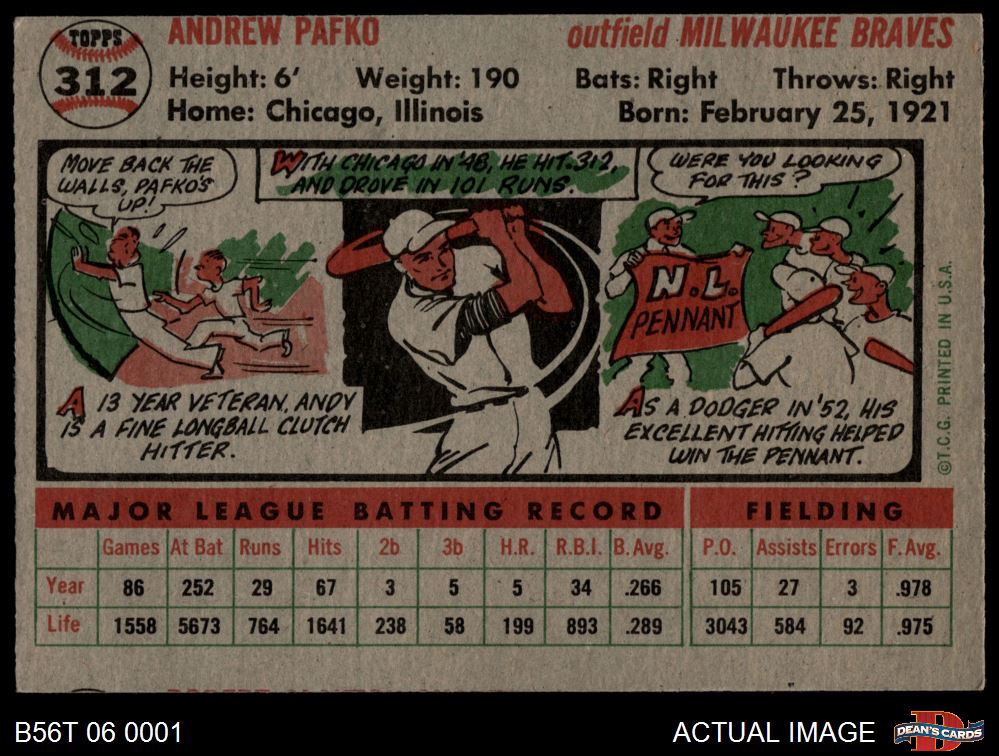 TOPPS
312
ANDREW PAFKO
outfield MILWAUKEE BRAVES
Height: 6' Weight: 190 Bats: Right Throws: Right
Home: Chicago, Illinois Born: February 25, 1921
MOVE BACK THE
WALLS, PAFKO'S
UP!
WITH CHICAGO IN '48, HE HIT .312,
AND DROVE IN 101 RUNS.
WERE YOU LOOKING
FOR THIS?
N.L.
PENNANT
A 13 YEAR VETERAN, ANDY
IS A FINE LONGBALL CLUTCH
HITTER.
AS A DODGER IN '52, HIS
EXCELLENT HITTING HELPED
WIN THE PENNANT.
©T.C.G. PRINTED IN U.S.A.
MAJOR LEAGUE BATTING RECORD FIELDING
Games At Bat Runs Hits 2b 3b H.R. R.B.I. B. Avg. P.O. Assists Errors F. Avg.
Year 86 252 29 67 3 5 5 34 .266 105 27 3 .978
Life 1558 5673 764 1641 238 58 199 893 .289 3043 584 92 .975
B56T 06 0001
ACTUAL IMAGE
D
DEAN'S CARDS